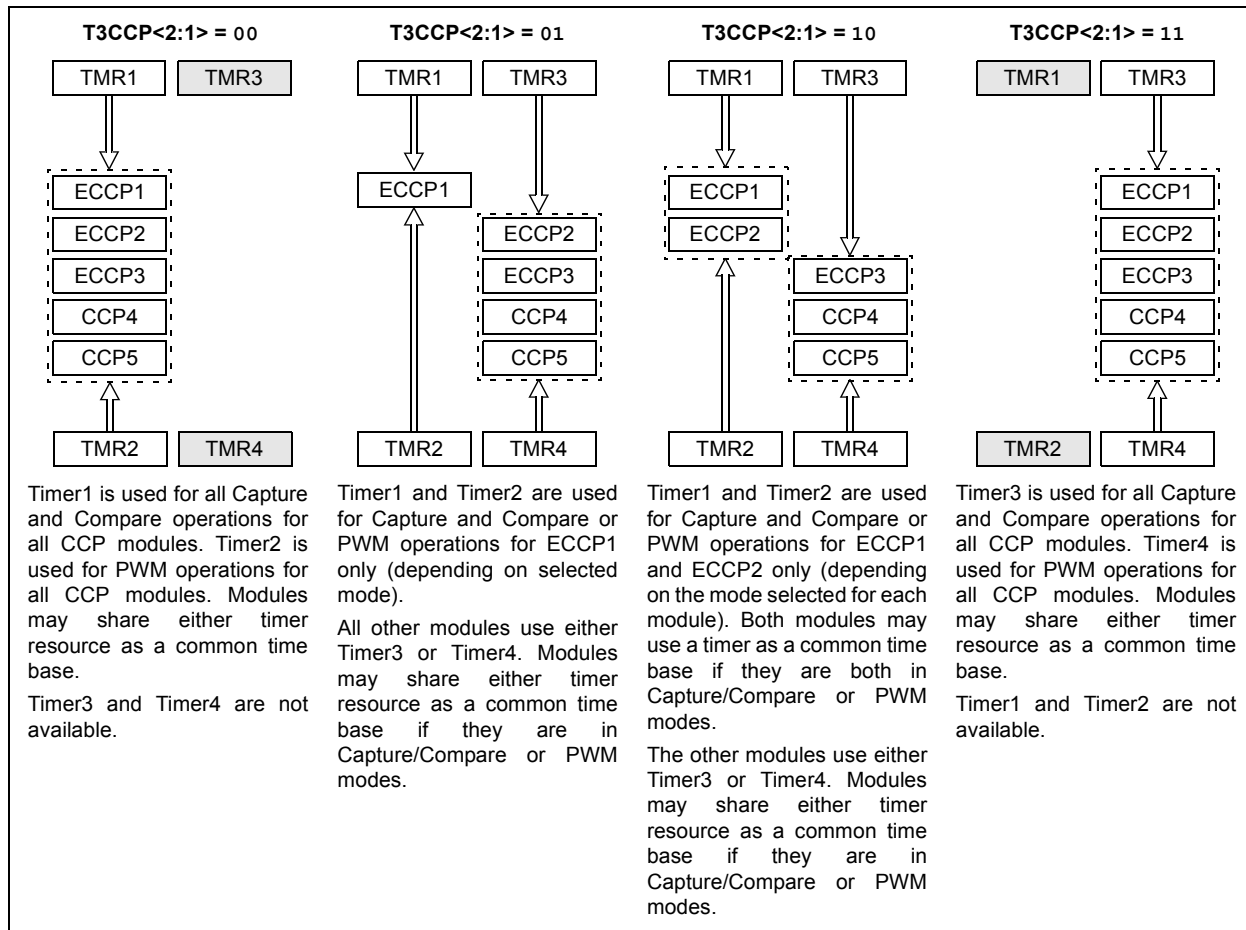 T3CCP<2:1> = 00
TMR1 TMR3
ECCP1
ECCP2
ECCP3
CCP4
CCP5
TMR2 TMR4
Timer1 is used for all Capture
and Compare operations for
all CCP modules. Timer2 is
used for PWM operations for
all CCP modules. Modules
may share either timer
resource as a common time
base.
Timer3 and Timer4 are not
available.
T3CCP<2:1> = 01
TMR1 TMR3
ECCP1
ECCP2
ECCP3
CCP4
CCP5
TMR2 TMR4
Timer1 and Timer2 are used
for Capture and Compare or
PWM operations for ECCP1
only (depending on selected
mode).
All other modules use either
Timer3 or Timer4. Modules
may share either timer
resource as a common time
base if they are in
Capture/Compare or PWM
modes.
T3CCP<2:1> = 10
TMR1 TMR3
ECCP1
ECCP2
ECCP3
CCP4
CCP5
TMR2 TMR4
Timer1 and Timer2 are used
for Capture and Compare or
PWM operations for ECCP1
and ECCP2 only (depending
on the mode selected for each
module). Both modules may
use a timer as a common time
base if they are both in
Capture/Compare or PWM
modes.
The other modules use either
Timer3 or Timer4. Modules
may share either timer
resource as a common time
base if they are in
Capture/Compare or PWM
modes.
T3CCP<2:1> = 11
TMR1 TMR3
ECCP1
ECCP2
ECCP3
CCP4
CCP5
TMR2 TMR4
Timer3 is used for all Capture
and Compare operations for
all CCP modules. Timer4 is
used for PWM operations for
all CCP modules. Modules
may share either timer
resource as a common time
base.
Timer1 and Timer2 are not
available.